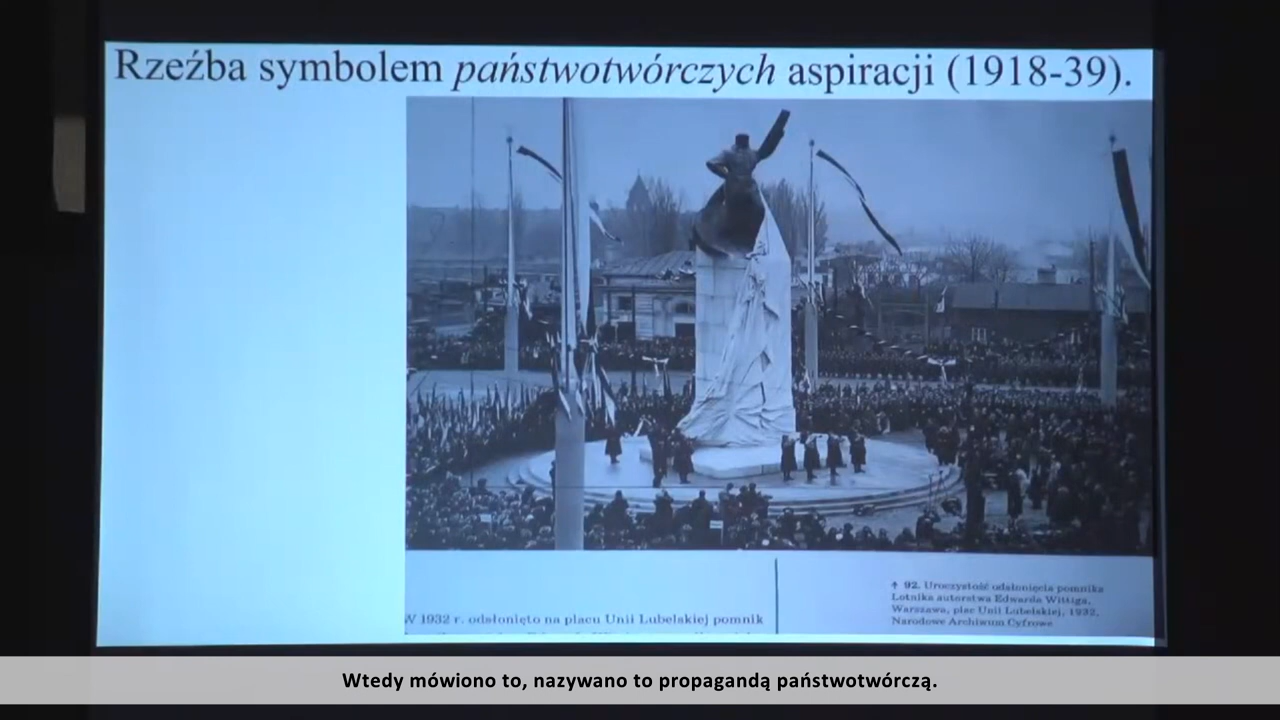 Rzeźba symbolem państwotwórczych aspiracji (1918-39).
W 1932 r. odsłonięto na placu Unii Lubelskiej pomnik
↑ 92. Uroczystość odsłonięcia pomnika
Lotnika autorstwa Edwarda Wittiga,
Warszawa, plac Unii Lubelskiej, 1932,
Narodowe Archiwum Cyfrowe
Wtedy mówiono to, nazywano to propagandą państwotwórczą.